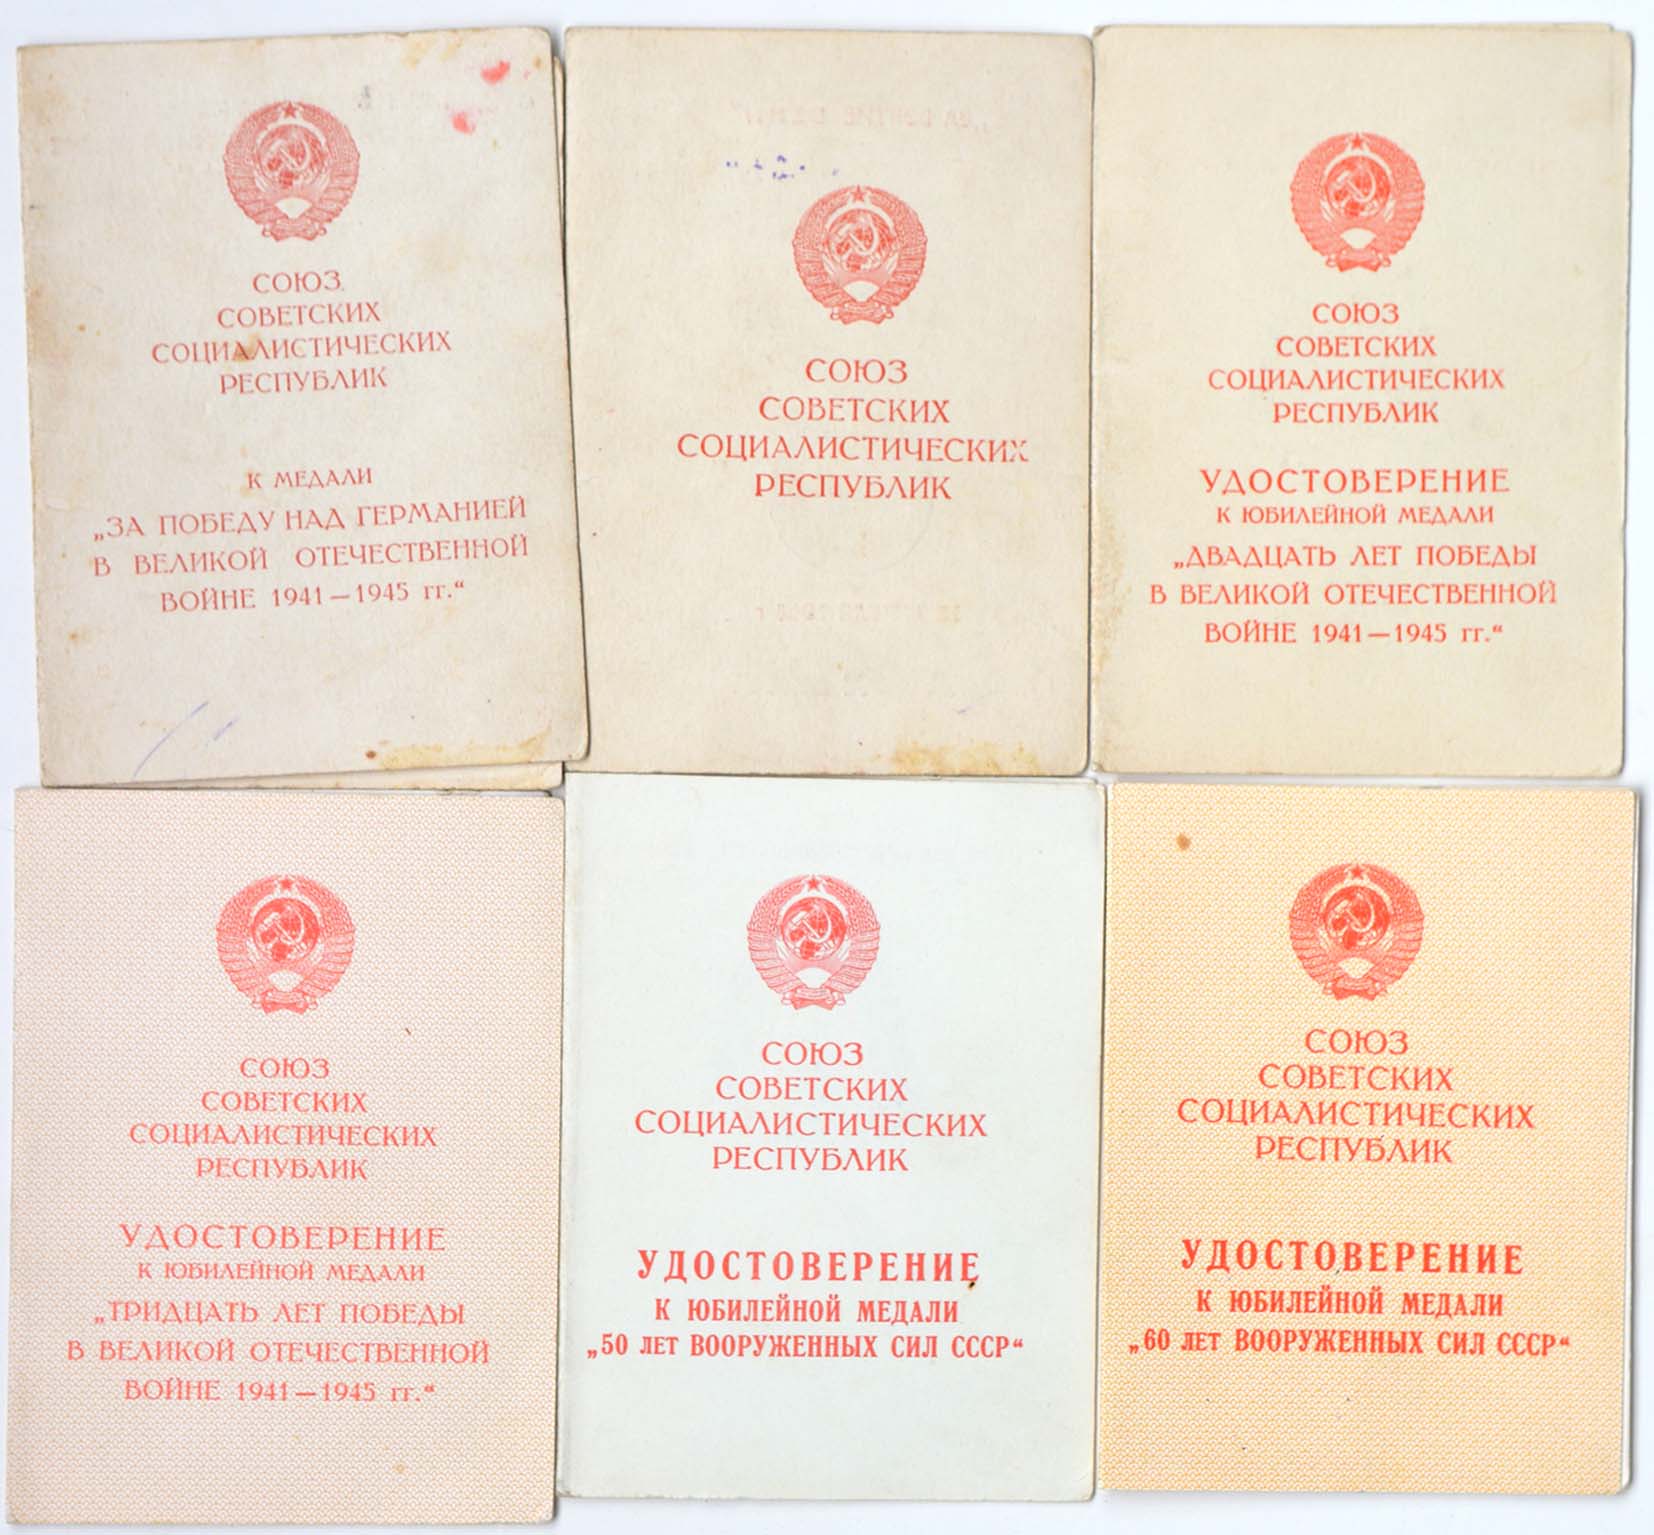 СОЮЗ
СОВЕТСКИХ
СОЦИАЛИСТИЧЕСКИХ
РЕСПУБЛИК
К МЕДАЛИ
„ЗА ПОБЕДУ НАД ГЕРМАНИЕЙ
В ВЕЛИКОЙ ОТЕЧЕСТВЕННОЙ
ВОЙНЕ 1941—1945 гг.“
СОЮЗ
СОВЕТСКИХ
СОЦИАЛИСТИЧЕСКИХ
РЕСПУБЛИК
СОЮЗ
СОВЕТСКИХ
СОЦИАЛИСТИЧЕСКИХ
РЕСПУБЛИК
УДОСТОВЕРЕНИЕ
К ЮБИЛЕЙНОЙ МЕДАЛИ
„ДВАДЦАТЬ ЛЕТ ПОБЕДЫ
В ВЕЛИКОЙ ОТЕЧЕСТВЕННОЙ
ВОЙНЕ 1941—1945 гг.“
СОЮЗ
СОВЕТСКИХ
СОЦИАЛИСТИЧЕСКИХ
РЕСПУБЛИК
УДОСТОВЕРЕНИЕ
К ЮБИЛЕЙНОЙ МЕДАЛИ
„ТРИДЦАТЬ ЛЕТ ПОБЕДЫ
В ВЕЛИКОЙ ОТЕЧЕСТВЕННОЙ
ВОЙНЕ 1941—1945 гг.“
СОЮЗ
СОВЕТСКИХ
СОЦИАЛИСТИЧЕСКИХ
РЕСПУБЛИК
УДОСТОВЕРЕНИЕ
К ЮБИЛЕЙНОЙ МЕДАЛИ
„50 ЛЕТ ВООРУЖЕННЫХ СИЛ СССР“
СОЮЗ
СОВЕТСКИХ
СОЦИАЛИСТИЧЕСКИХ
РЕСПУБЛИК
УДОСТОВЕРЕНИЕ
К ЮБИЛЕЙНОЙ МЕДАЛИ
„60 ЛЕТ ВООРУЖЕННЫХ СИЛ СССР“